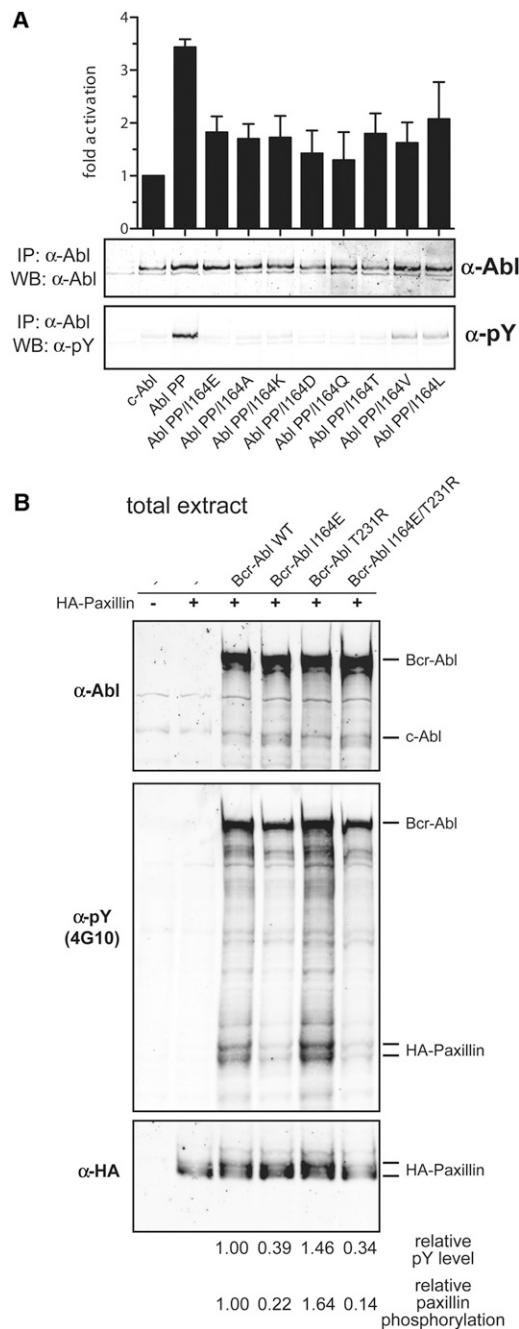 A
fold activation
4
3
2
1
0
IP: α-Abl
WB: α-Abl
α-Abl
IP: α-Abl
WB: α-pY
α-pY
c-Abl
Abl PP
Abl PP/I164E
Abl PP/I164A
Abl PP/I164K
Abl PP/I164D
Abl PP/I164Q
Abl PP/I164T
Abl PP/I164V
Abl PP/I164L
B
total extract
- - Bcr-Abl WT Bcr-Abl I164E Bcr-Abl T231R Bcr-Abl I164E/T231R
HA-Paxillin - + + + + +
α-Abl
Bcr-Abl
c-Abl
α-pY
(4G10)
Bcr-Abl
HA-Paxillin
α-HA
HA-Paxillin
1.00 0.39 1.46 0.34 relative
pY level
1.00 0.22 1.64 0.14 relative
paxillin
phosphorylation